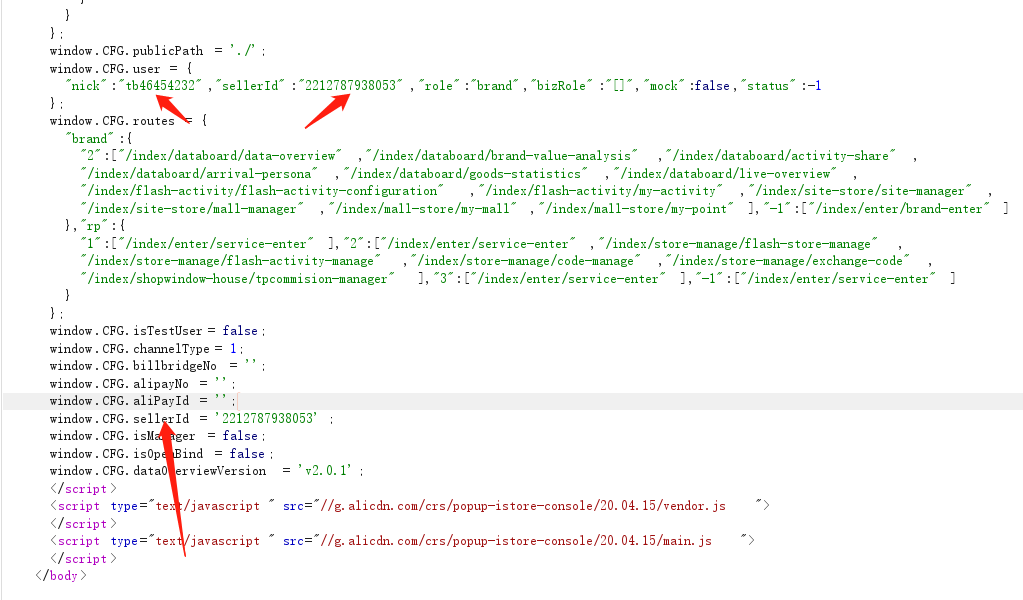 }
}
};
window.CFG.publicPath = './';
window.CFG.user = {
"nick":"tb46454232","sellerId":"2212787938053","role":"brand","bizRole":"[]","mock":false,"status":-1
};
window.CFG.routes = {
"brand":{
"2":["/index/databoard/data-overview","/index/databoard/brand-value-analysis","/index/databoard/activity-share",
"/index/databoard/arrival-persona","/index/databoard/goods-statistics","/index/databoard/live-overview",
"/index/flash-activity/flash-activity-configuration","/index/flash-activity/my-activity","/index/site-store/site-manager",
"/index/site-store/mall-manager","/index/mall-store/my-mall","/index/mall-store/my-point"],"-1":["/index/enter/brand-enter"]
},"rp":{
"1":["/index/enter/service-enter"],"2":["/index/enter/service-enter","/index/store-manage/flash-store-manage",
"/index/store-manage/flash-activity-manage","/index/store-manage/code-manage","/index/store-manage/exchange-code",
"/index/shopwindow-house/tpcommision-manager"],"3":["/index/enter/service-enter"],"-1":["/index/enter/service-enter"]
}
};
window.CFG.isTestUser = false;
window.CFG.channelType = 1;
window.CFG.billbridgeNo = '';
window.CFG.alipayNo = '';
window.CFG.aliPayId = '';
window.CFG.sellerId = '2212787938053';
window.CFG.isManager = false;
window.CFG.isOpenBind = false;
window.CFG.dataOverviewVersion = 'v2.0.1';
</script>
<script type="text/javascript" src="//g.alicdn.com/crs/popup-istore-console/20.04.15/vendor.js">
</script>
<script type="text/javascript" src="//g.alicdn.com/crs/popup-istore-console/20.04.15/main.js">
</script>
</body>